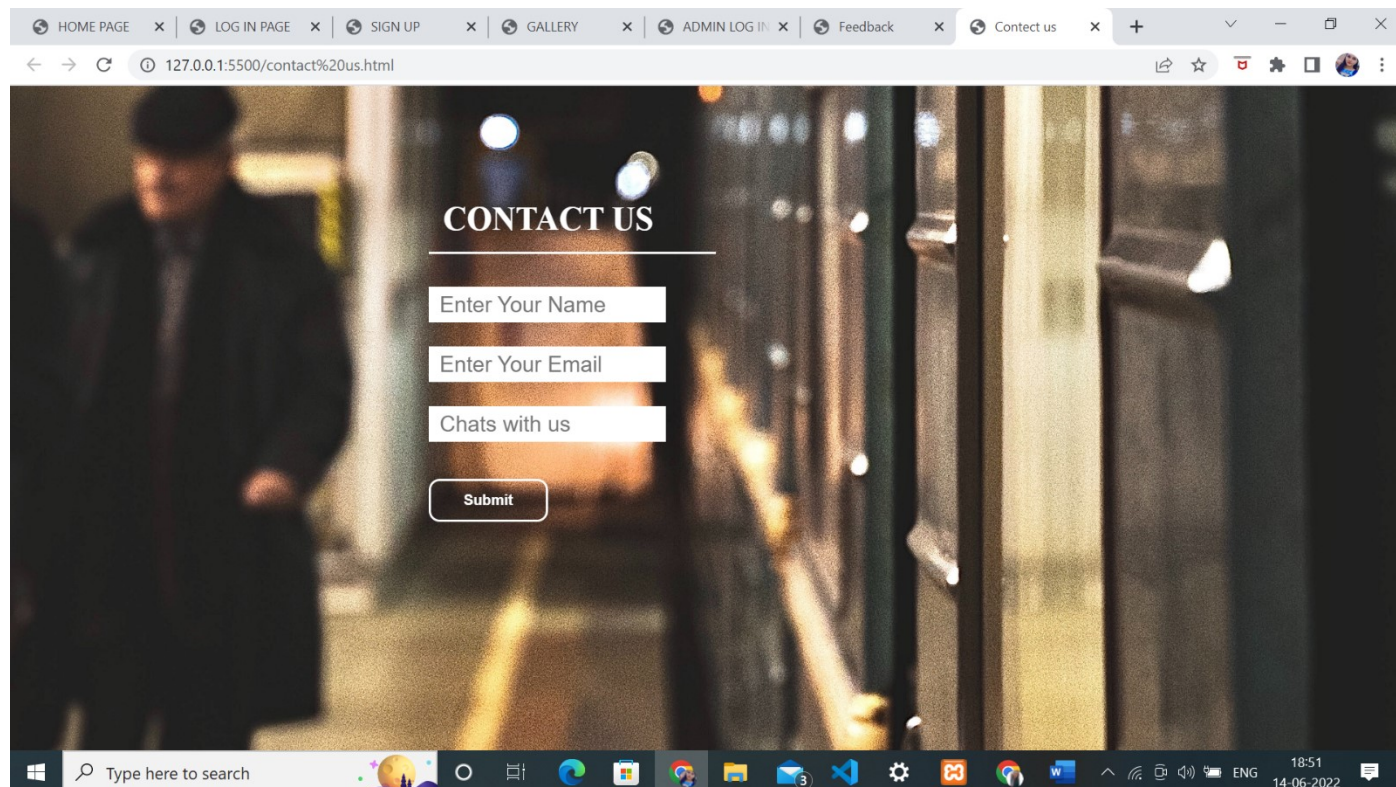 HOME PAGE
LOG IN PAGE
SIGN UP
GALLERY
ADMIN LOG IN
Feedback
Contect us
127.0.0.1:5500/contact%20us.html
CONTACT US
Enter Your Name
Enter Your Email
Chats with us
Submit
Type here to search
3
ENG
18:51
14-06-2022